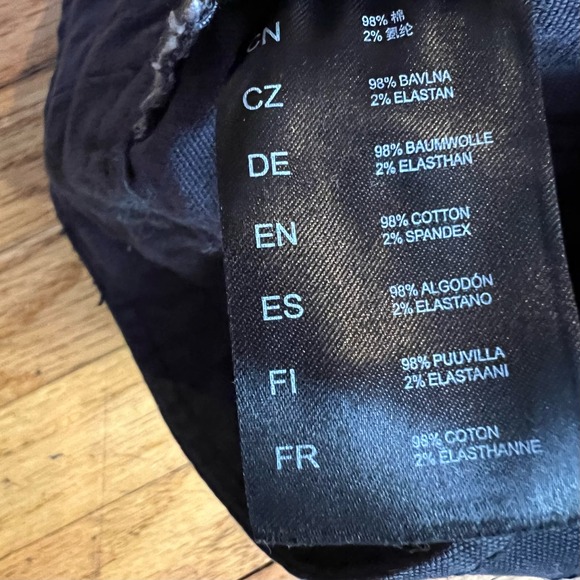 CN 98% 棉
2% 氨纶
CZ 98% BAVLNA
2% ELASTAN
DE 98% BAUMWOLLE
2% ELASTHAN
EN 98% COTTON
2% SPANDEX
ES 98% ALGODÓN
2% ELASTANO
FI 98% PUUVILLA
2% ELASTAANI
FR 98% COTON
2% ELASTHANNE